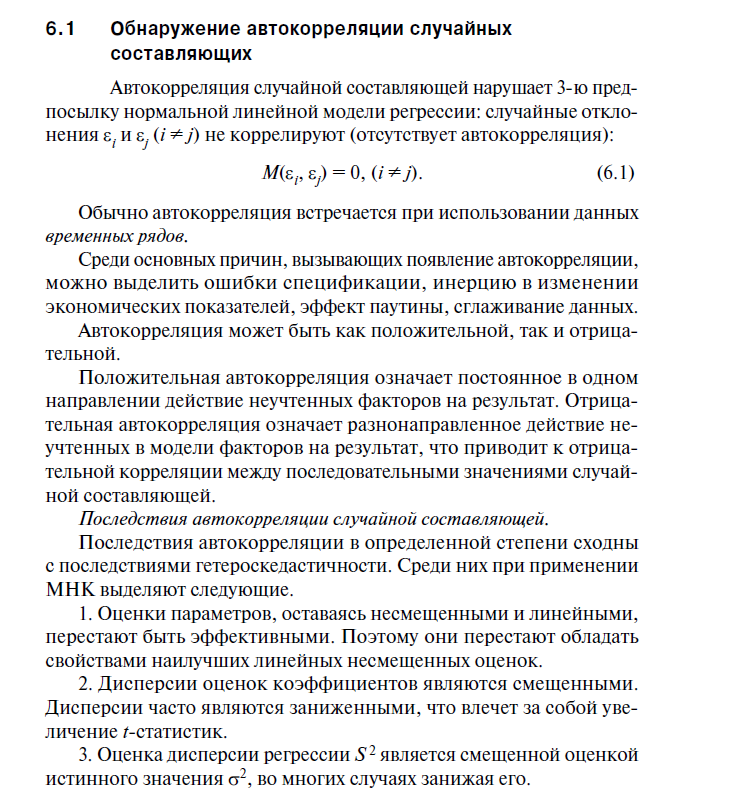 6.1 Обнаружение автокорреляции случайных
составляющих
Автокорреляция случайной составляющей нарушает 3-ю пред-
посылку нормальной линейной модели регрессии: случайные откло-
нения εᵢ и εⱼ (i ≠ j) не коррелируют (отсутствует автокорреляция):
M(εᵢ, εⱼ) = 0, (i ≠ j). (6.1)
Обычно автокорреляция встречается при использовании данных
временных рядов.
Среди основных причин, вызывающих появление автокорреляции,
можно выделить ошибки спецификации, инерцию в изменении
экономических показателей, эффект паутины, сглаживание данных.
Автокорреляция может быть как положительной, так и отрица-
тельной.
Положительная автокорреляция означает постоянное в одном
направлении действие неучтенных факторов на результат. Отрица-
тельная автокорреляция означает разнонаправленное действие не-
учтенных в модели факторов на результат, что приводит к отрица-
тельной корреляции между последовательными значениями случай-
ной составляющей.
Последствия автокорреляции случайной составляющей.
Последствия автокорреляции в определенной степени сходны
с последствиями гетероскедастичности. Среди них при применении
МНК выделяют следующие.
1. Оценки параметров, оставаясь несмещенными и линейными,
перестают быть эффективными. Поэтому они перестают обладать
свойствами наилучших линейных несмещенных оценок.
2. Дисперсии оценок коэффициентов являются смещенными.
Дисперсии часто являются заниженными, что влечет за собой уве-
личение t-статистик.
3. Оценка дисперсии регрессии S² является смещенной оценкой
истинного значения σ², во многих случаях занижая его.